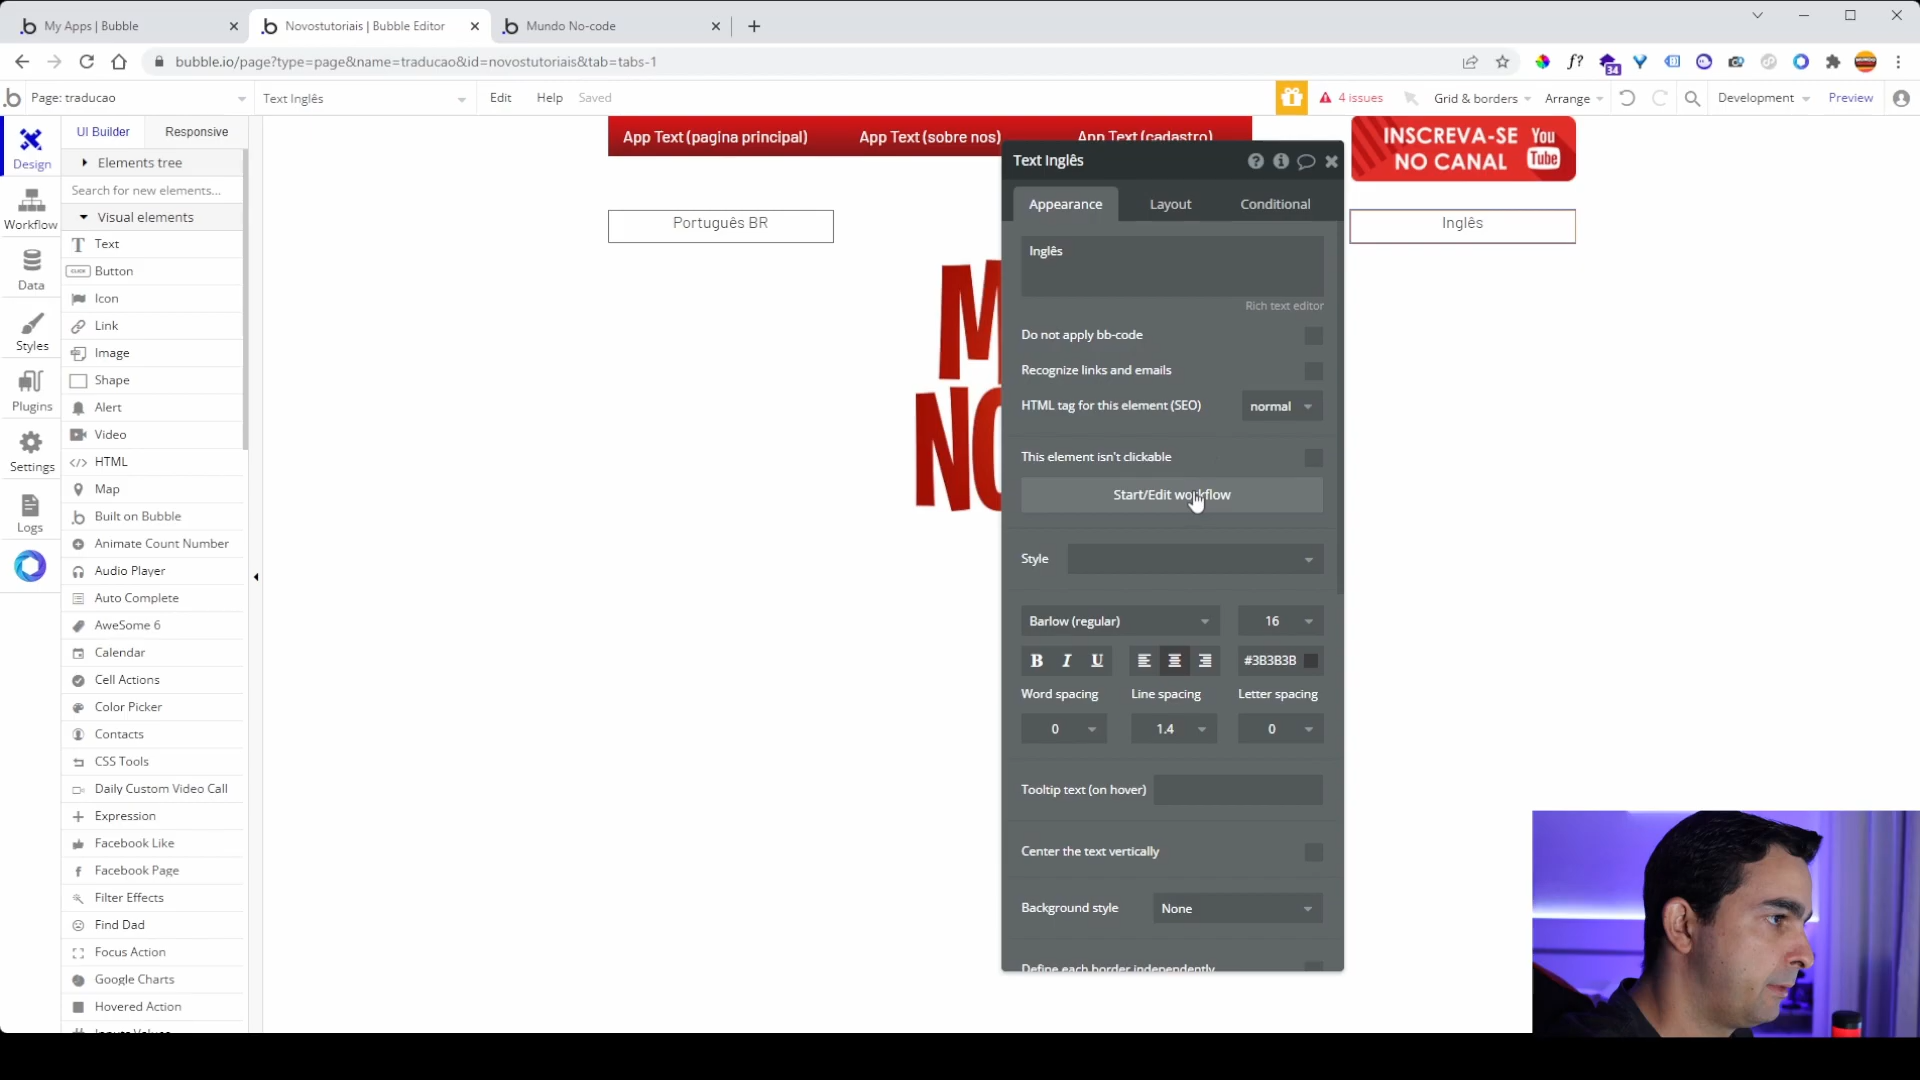 My Apps | Bubble
Novostutoriais | Bubble Editor
Mundo No-code
bubble.io/page?type=page&name=traducao&id=novostutoriais&tab=tabs-1
34
Page: traducao
Text Inglês
Edit
Help
Saved
4 issues
Grid & borders
Arrange
Development
Preview
UI Builder
Responsive
Design
Workflow
Data
Styles
Plugins
Settings
Logs
Elements tree
Search for new elements...
Visual elements
Text
Button
Icon
Link
Image
Shape
Alert
Video
HTML
Map
Built on Bubble
Animate Count Number
Audio Player
Auto Complete
AweSome 6
Calendar
Cell Actions
Color Picker
Contacts
CSS Tools
Daily Custom Video Call
Expression
Facebook Like
Facebook Page
Filter Effects
Find Dad
Focus Action
Google Charts
Hovered Action
Inputs Values
App Text (pagina principal)
App Text (sobre nos)
App Text (cadastro)
INSCREVA-SE
NO CANAL
You
Tube
Português BR
Inglês
M
NO
Text Inglês
Appearance
Layout
Conditional
Inglês
Rich text editor
Do not apply bb-code
Recognize links and emails
HTML tag for this element (SEO)
normal
This element isn't clickable
Start/Edit workflow
Style
Barlow (regular)
16
B I U
#3B3B3B
Word spacing
Line spacing
Letter spacing
0
1.4
0
Tooltip text (on hover)
Center the text vertically
Background style
None
Define each border independently